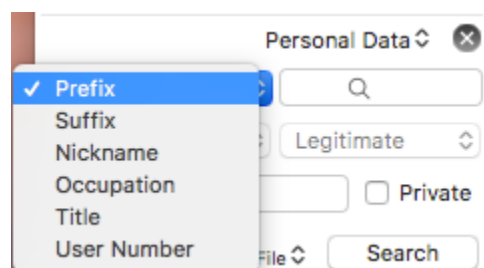 Personal Data
✓ Prefix
Suffix
Legitimate
Nickname
Occupation
Private
Title
User Number
File
Search